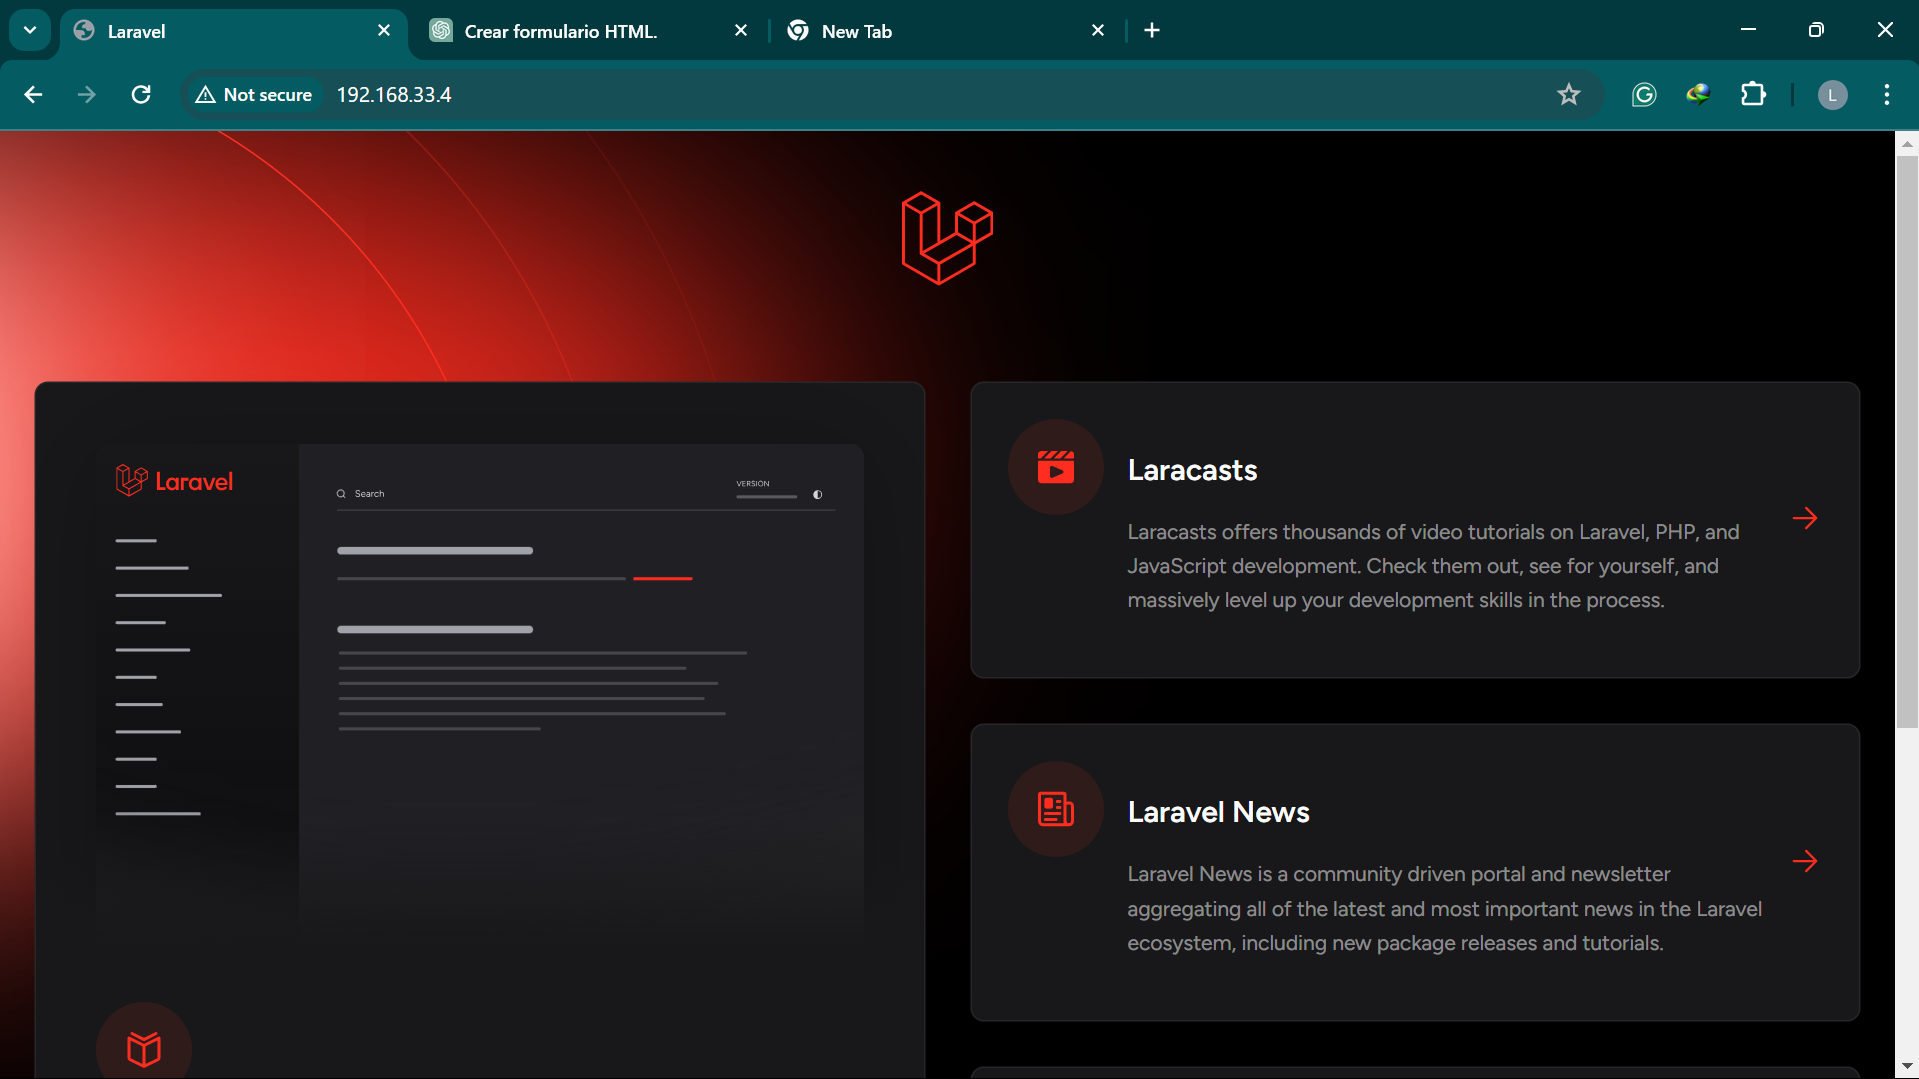 Laravel
Crear formulario HTML.
New Tab
Not secure
192.168.33.4
L
Laravel
Search
VERSION
Laracasts
Laracasts offers thousands of video tutorials on Laravel, PHP, and
JavaScript development. Check them out, see for yourself, and
massively level up your development skills in the process.
Laravel News
Laravel News is a community driven portal and newsletter
aggregating all of the latest and most important news in the Laravel
ecosystem, including new package releases and tutorials.